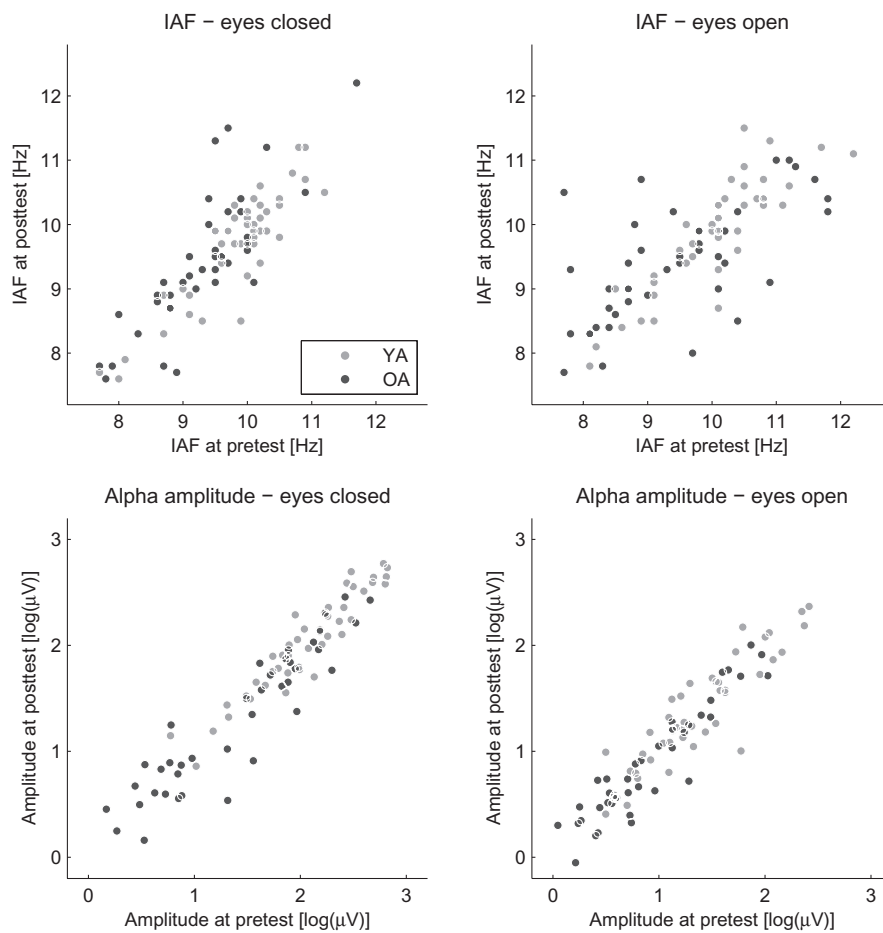 IAF − eyes closed
12
11
10
9
8
IAF at posttest [Hz]
YA
OA
8 9 10 11 12
IAF at pretest [Hz]
IAF − eyes open
12
11
10
9
8
IAF at posttest [Hz]
8 9 10 11 12
IAF at pretest [Hz]
Alpha amplitude − eyes closed
3
2
1
0
Amplitude at posttest [log(μV)]
0 1 2 3
Amplitude at pretest [log(μV)]
Alpha amplitude − eyes open
3
2
1
0
Amplitude at posttest [log(μV)]
0 1 2 3
Amplitude at pretest [log(μV)]